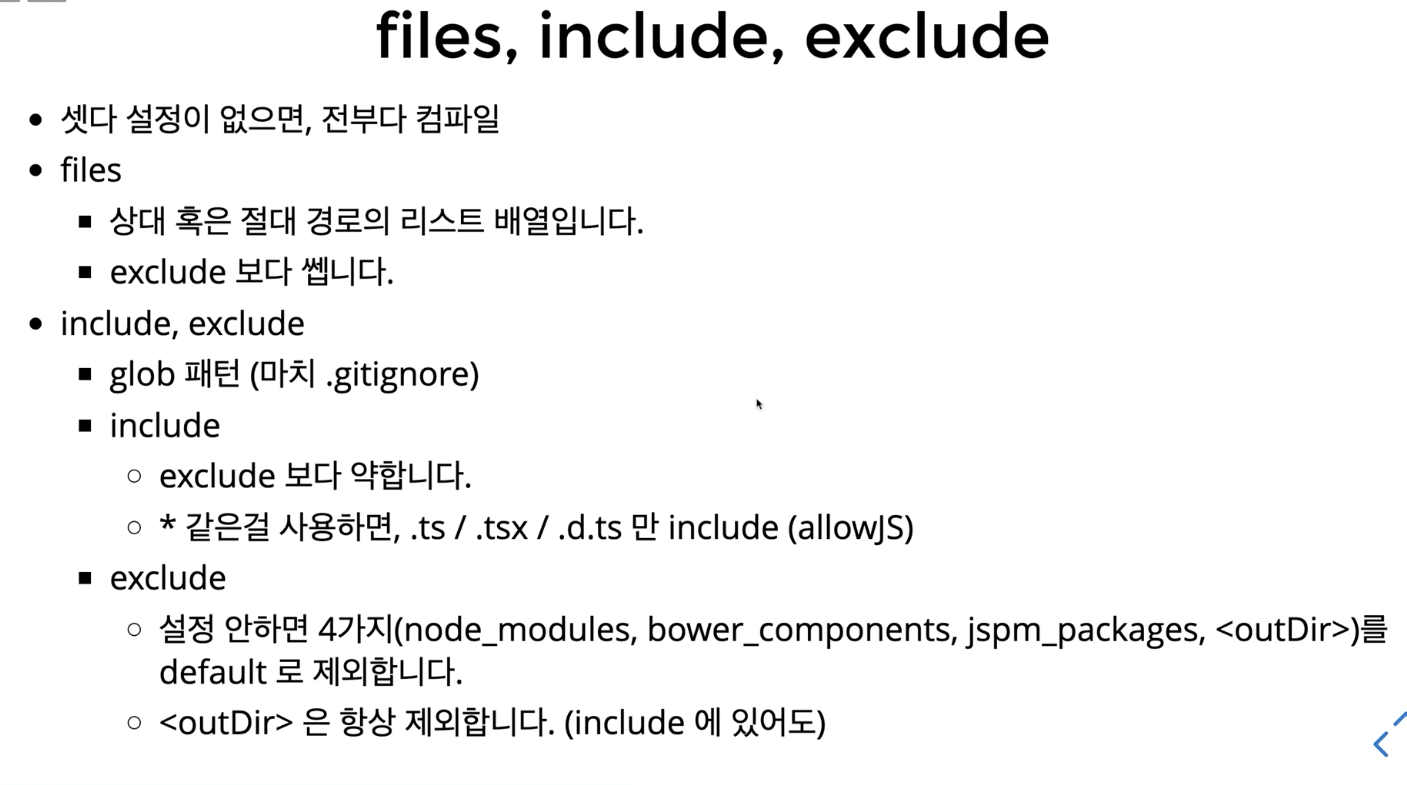 files, include, exclude
셋다 설정이 없으면, 전부다 컴파일
files
상대 혹은 절대 경로의 리스트 배열입니다.
exclude 보다 쎕니다.
include, exclude
glob 패턴 (마치 .gitignore)
include
exclude 보다 약합니다.
* 같은걸 사용하면, .ts / .tsx / .d.ts 만 include (allowJS)
exclude
설정 안하면 4가지(node_modules, bower_components, jspm_packages, <outDir>)를
default 로 제외합니다.
<outDir> 은 항상 제외합니다. (include 에 있어도)